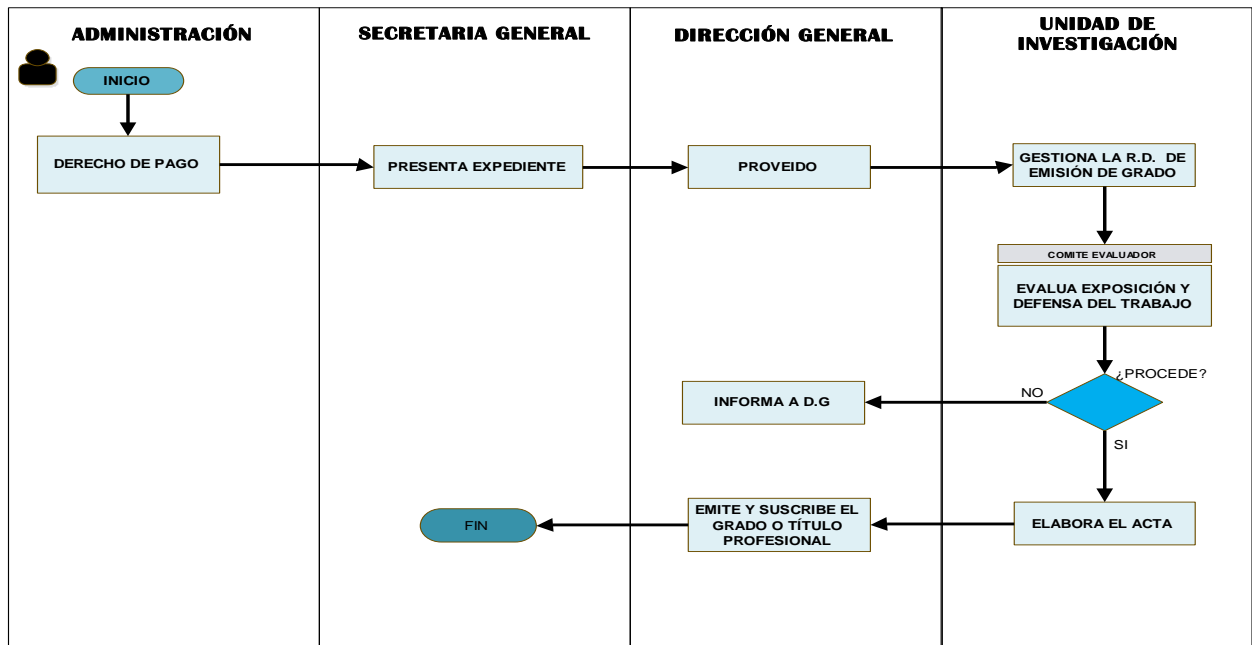 ADMINISTRACIÓN
SECRETARIA GENERAL
DIRECCIÓN GENERAL
UNIDAD DE
INVESTIGACIÓN
INICIO
DERECHO DE PAGO
PRESENTA EXPEDIENTE
PROVEIDO
GESTIONA LA R.D. DE
EMISIÓN DE GRADO
COMITE EVALUADOR
EVALUA EXPOSICIÓN Y
DEFENSA DEL TRABAJO
¿PROCEDE?
NO
INFORMA A D.G
SI
ELABORA EL ACTA
EMITE Y SUSCRIBE EL
GRADO O TÍTULO
PROFESIONAL
FIN